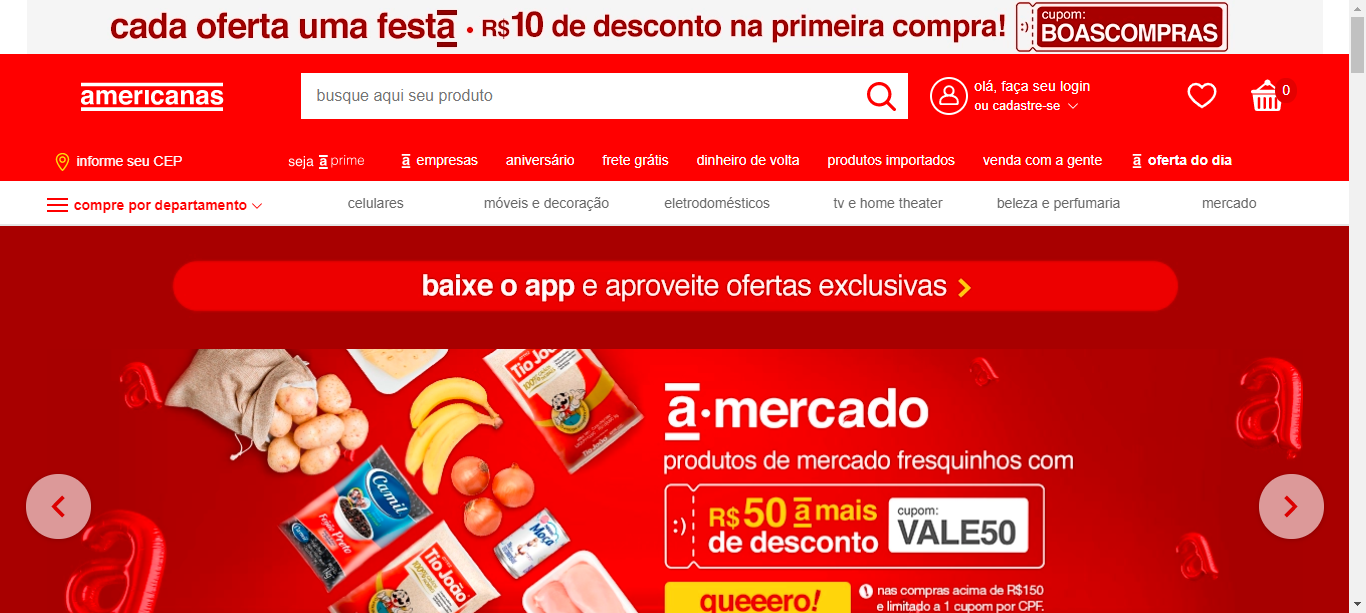 cada oferta uma festa • R$10 de desconto na primeira compra! :) cupom:
BOASCOMPRAS
americanas
busque aqui seu produto
olá, faça seu login
ou cadastre-se
0
informe seu CEP
seja a prime
a empresas
aniversário
frete grátis
dinheiro de volta
produtos importados
venda com a gente
a oferta do dia
compre por departamento
celulares
móveis e decoração
eletrodomésticos
tv e home theater
beleza e perfumaria
mercado
baixe o app e aproveite ofertas exclusivas
a•mercado
produtos de mercado fresquinhos com
:) R$50 a mais
de desconto
cupom:
VALE50
queeero!
nas compras acima de R$150
e limitado a 1 cupom por CPF.
Tio João
Camil
Feijão Preto
Moça
Tio João